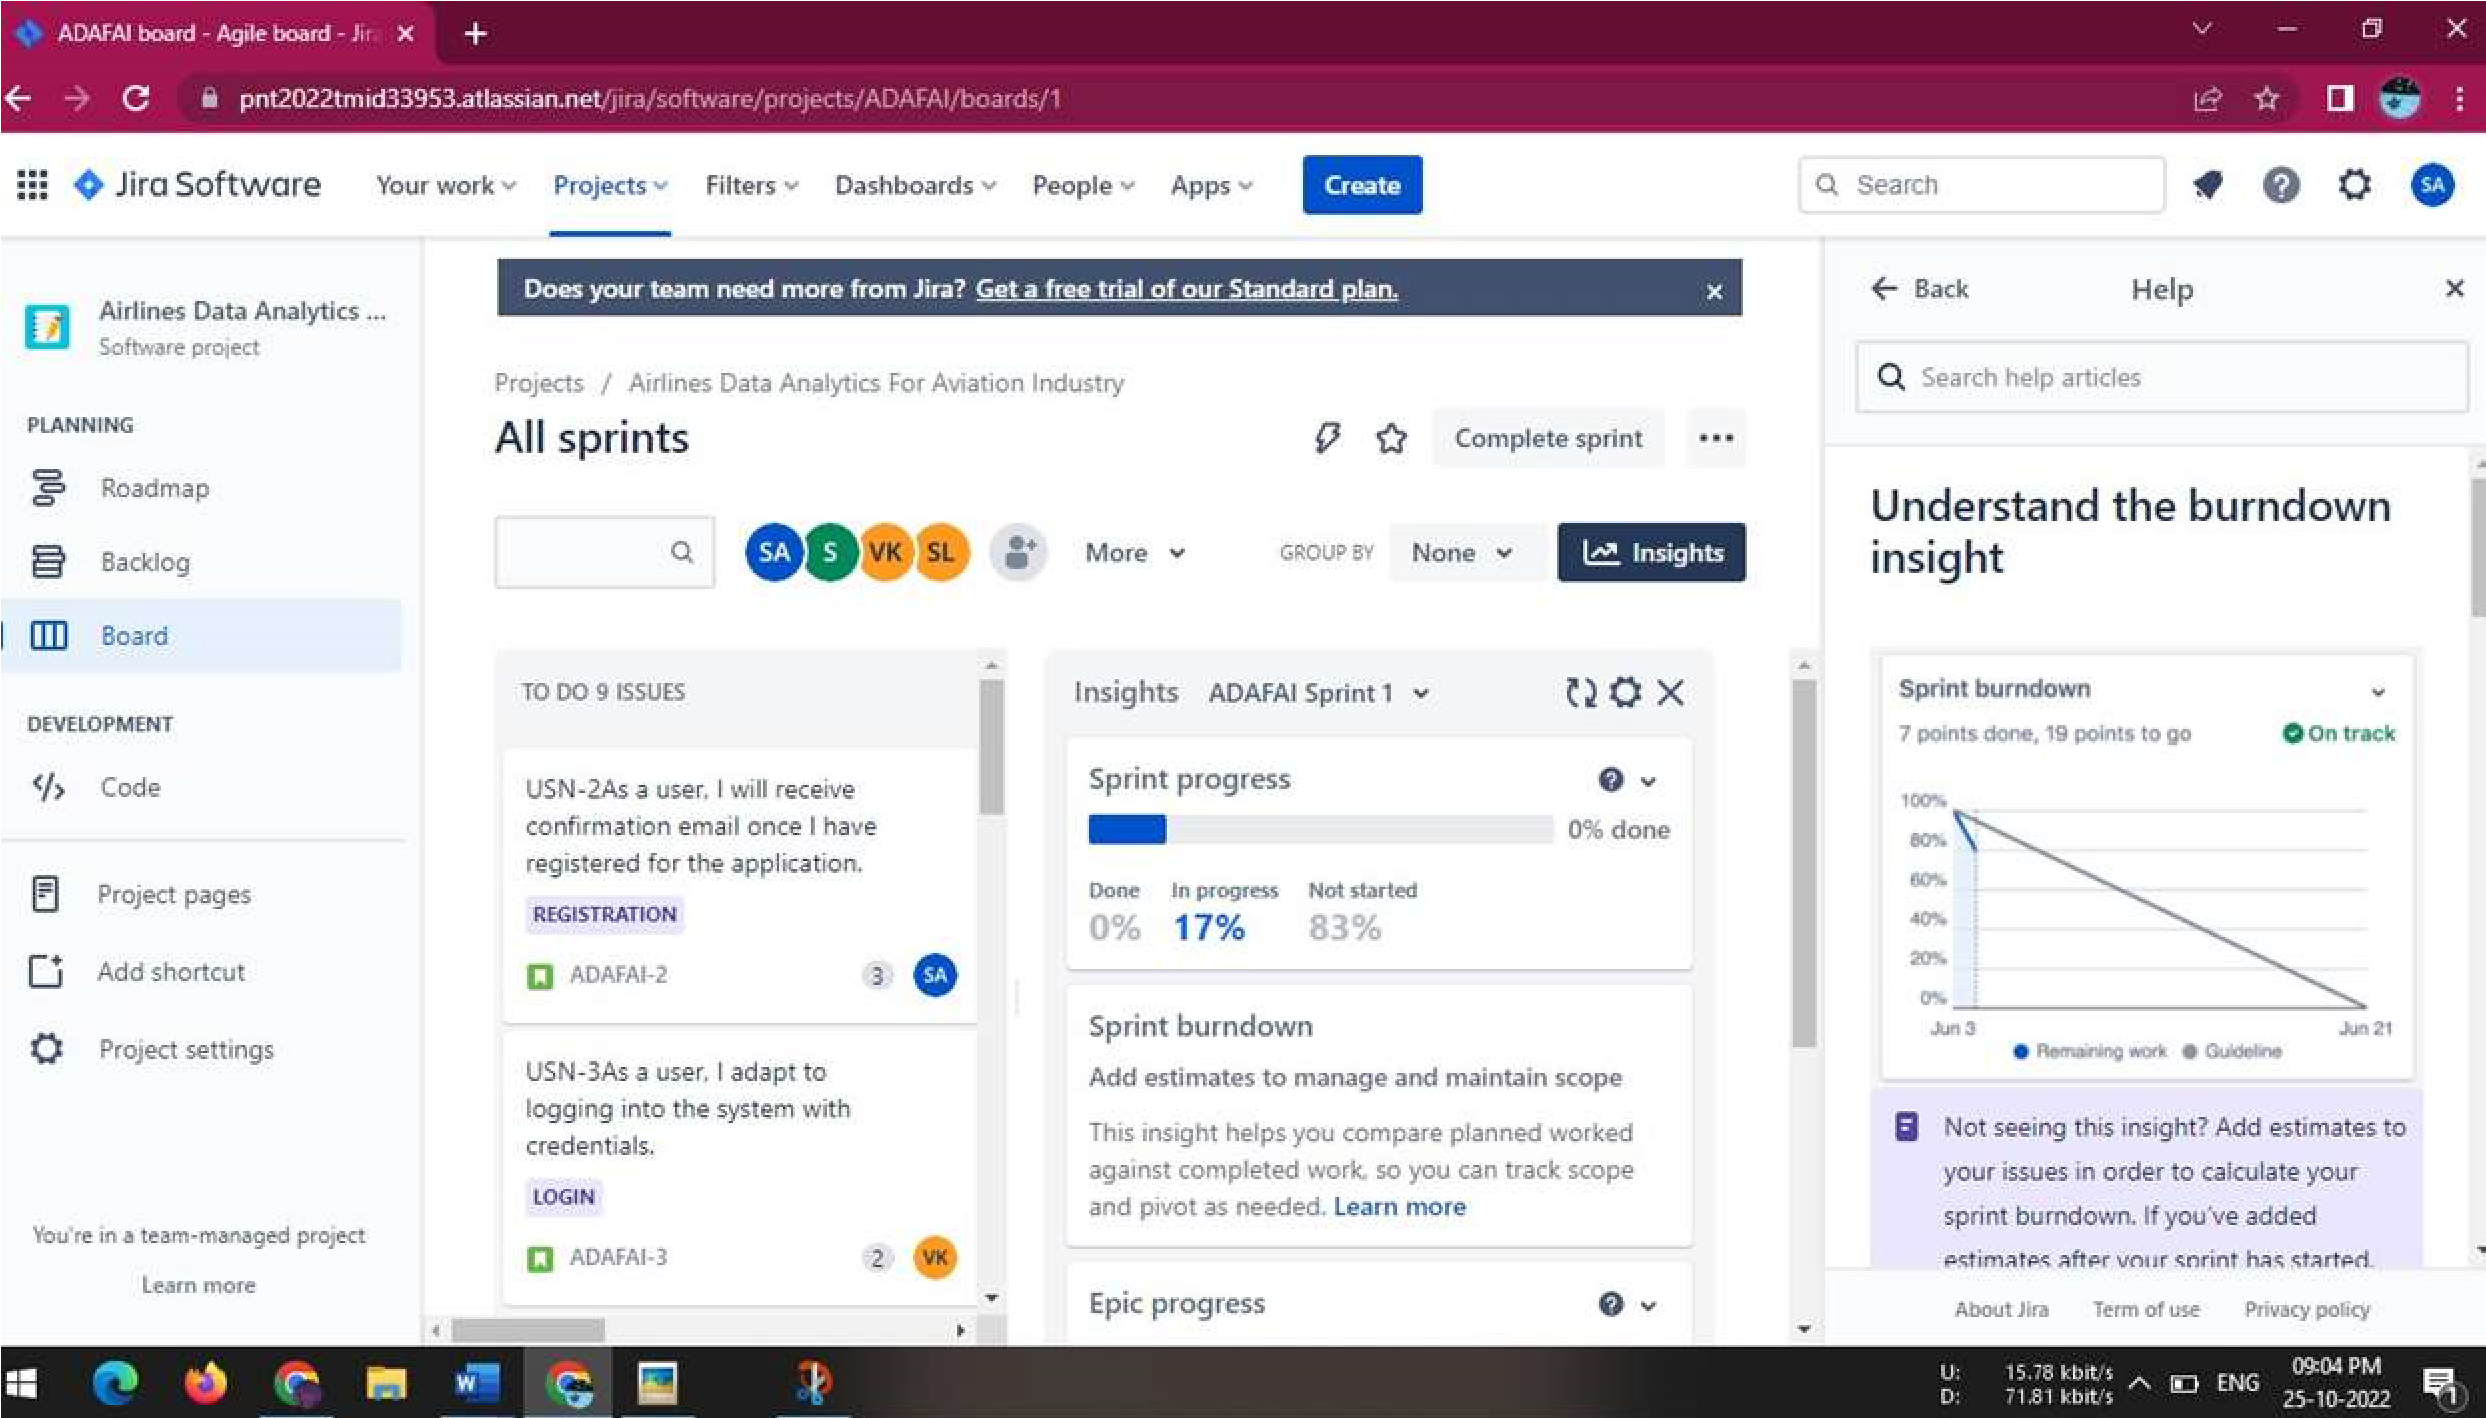 ADAFAI board - Agile board - Jira
pnt2022tmid33953.atlassian.net/jira/software/projects/ADAFAI/boards/1
Jira Software
Your work
Projects
Filters
Dashboards
People
Apps
Create
Search
SA
Airlines Data Analytics ...
Software project
PLANNING
Roadmap
Backlog
Board
DEVELOPMENT
Code
Project pages
Add shortcut
Project settings
You're in a team-managed project
Learn more
Does your team need more from Jira? Get a free trial of our Standard plan.
Projects / Airlines Data Analytics For Aviation Industry
All sprints
Complete sprint
SA S VK SL
More
GROUP BY
None
Insights
TO DO 9 ISSUES
USN-2As a user, I will receive
confirmation email once I have
registered for the application.
REGISTRATION
ADAFAI-2
3
SA
USN-3As a user, I adapt to
logging into the system with
credentials.
LOGIN
ADAFAI-3
2
VK
Insights
ADAFAI Sprint 1
Sprint progress
0% done
Done In progress Not started
0% 17% 83%
Sprint burndown
Add estimates to manage and maintain scope
This insight helps you compare planned worked
against completed work, so you can track scope
and pivot as needed. Learn more
Epic progress
Back
Help
Search help articles
Understand the burndown
insight
Sprint burndown
7 points done, 19 points to go
On track
100%
80%
60%
40%
20%
0%
Jun 3
Jun 21
Remaining work
Guideline
Not seeing this insight? Add estimates to
your issues in order to calculate your
sprint burndown. If you've added
estimates after your sprint has started,
About Jira
Term of use
Privacy policy
U: 15.78 kbit/s
D: 71.81 kbit/s
ENG
09:04 PM
25-10-2022
1